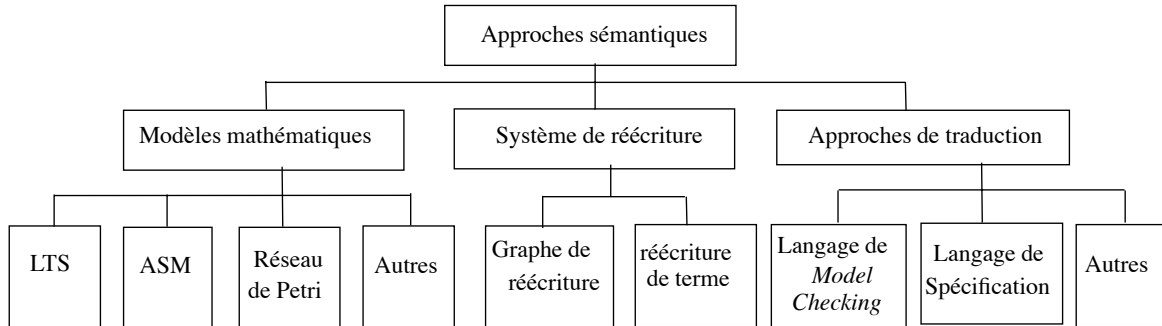 Approches sémantiques
Modèles mathématiques
Système de réécriture
Approches de traduction
LTS
ASM
Réseau
de Petri
Autres
Graphe de
réécriture
réécriture
de terme
Langage de
Model
Checking
Langage de
Spécification
Autres